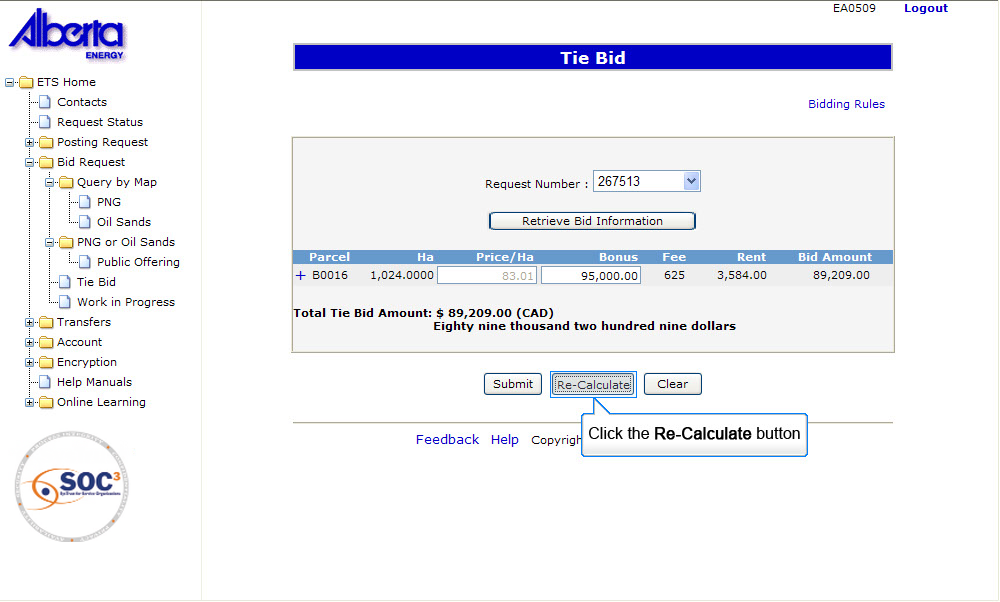 EA0509 Logout
Alberta
ENERGY
Tie Bid
Bidding Rules
ETS Home
Contacts
Request Status
Posting Request
Bid Request
Query by Map
PNG
Oil Sands
PNG or Oil Sands
Public Offering
Tie Bid
Work in Progress
Transfers
Account
Encryption
Help Manuals
Online Learning
SOC3
SysTrust for Service Organizations
Request Number : 267513
Retrieve Bid Information
Parcel Ha Price/Ha Bonus Fee Rent Bid Amount
+ B0016 1,024.0000 83.01 95,000.00 625 3,584.00 89,209.00
Total Tie Bid Amount: $ 89,209.00 (CAD)
Eighty nine thousand two hundred nine dollars
Submit Re-Calculate Clear
Click the Re-Calculate button
Feedback Help Copyrigh